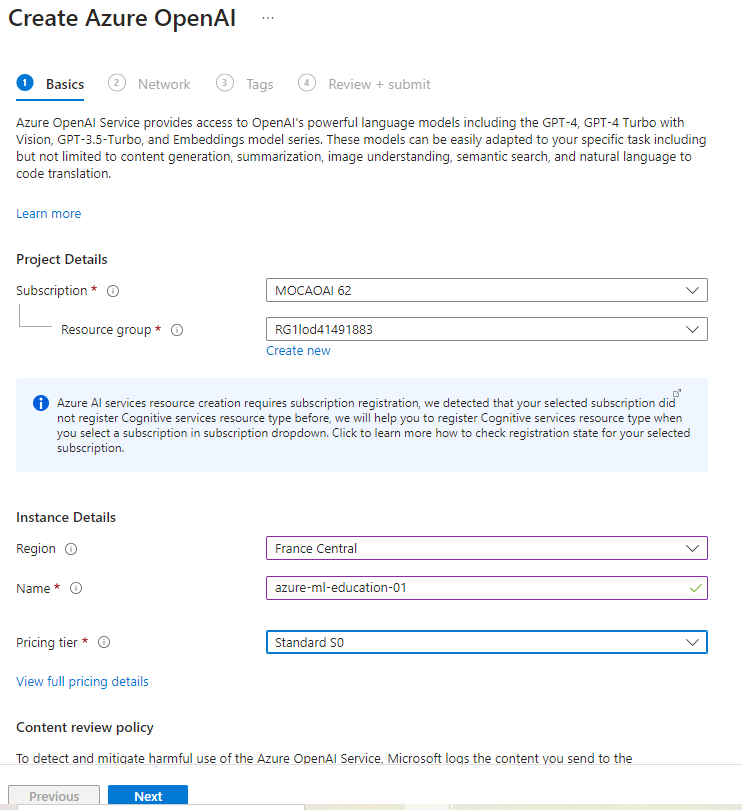 Create Azure OpenAI ...
1 Basics 2 Network 3 Tags 4 Review + submit
Azure OpenAI Service provides access to OpenAI's powerful language models including the GPT-4, GPT-4 Turbo with
Vision, GPT-3.5-Turbo, and Embeddings model series. These models can be easily adapted to your specific task including
but not limited to content generation, summarization, image understanding, semantic search, and natural language to
code translation.
Learn more
Project Details
Subscription * MOCAOAI 62
Resource group * RG1lod41491883
Create new
Azure AI services resource creation requires subscription registration, we detected that your selected subscription did
not register Cognitive services resource type before, we will help you to register Cognitive services resource type when
you select a subscription in subscription dropdown. Click to learn more how to check registration state for your selected
subscription.
Instance Details
Region France Central
Name * azure-ml-education-01
Pricing tier * Standard S0
View full pricing details
Content review policy
To detect and mitigate harmful use of the Azure OpenAI Service, Microsoft logs the content you send to the
Previous Next